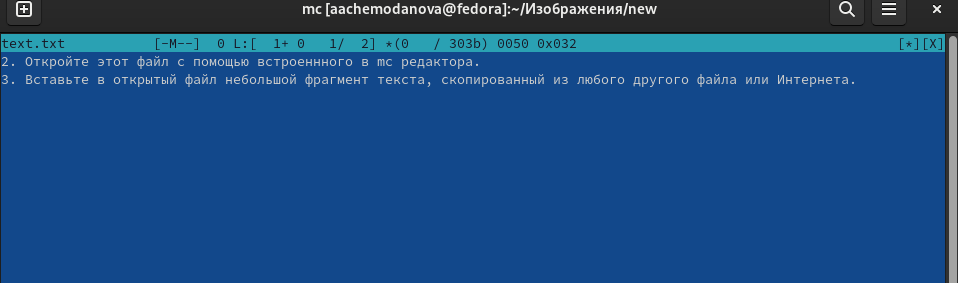 mc [aachemodanova@fedora]:~/Изображения/new
text.txt [-M--] 0 L:[ 1+ 0 1/ 2] *(0 / 303b) 0050 0x032 [*][X]
2. Откройте этот файл с помощью встроеннного в mc редактора.
3. Вставьте в открытый файл небольшой фрагмент текста, скопированный из любого другого файла или Интернета.